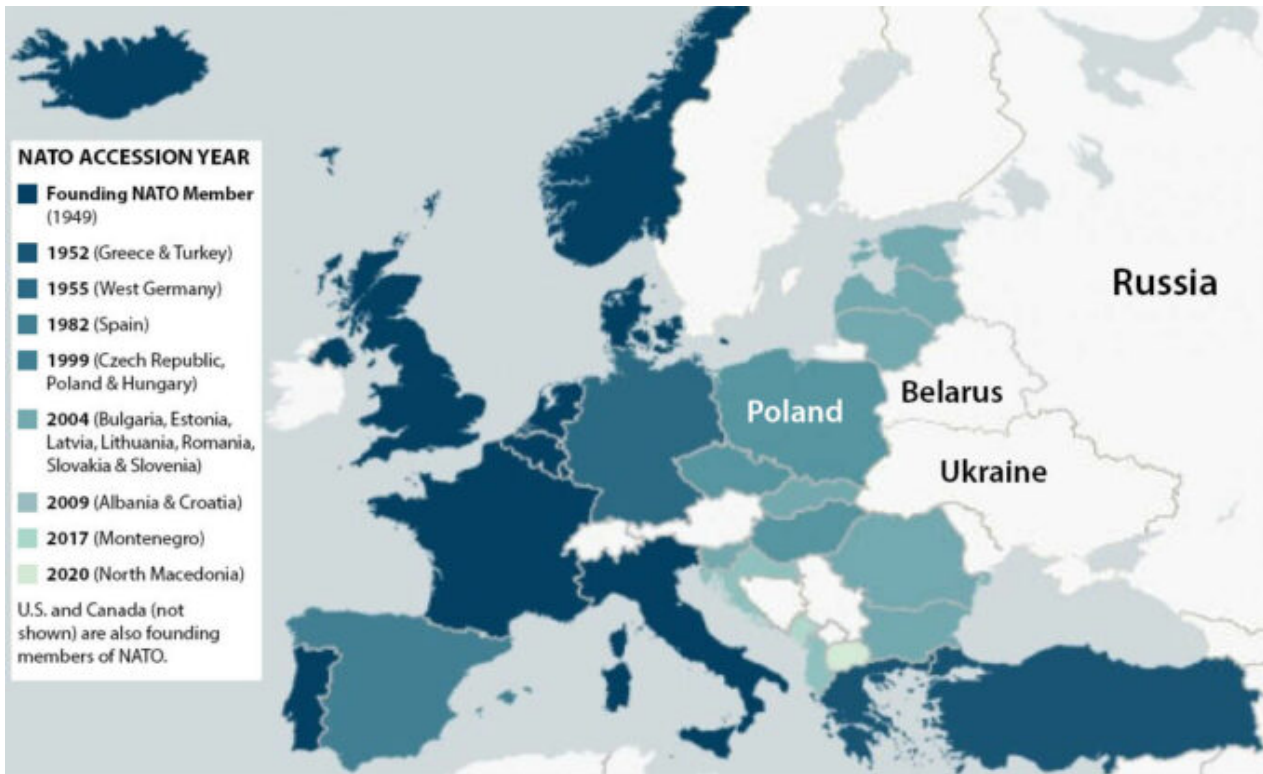 NATO ACCESSION YEAR
Founding NATO Member
(1949)
1952 (Greece & Turkey)
1955 (West Germany)
1982 (Spain)
1999 (Czech Republic,
Poland & Hungary)
2004 (Bulgaria, Estonia,
Latvia, Lithuania, Romania,
Slovakia & Slovenia)
2009 (Albania & Croatia)
2017 (Montenegro)
2020 (North Macedonia)
U.S. and Canada (not
shown) are also founding
members of NATO.
Russia
Belarus
Poland
Ukraine